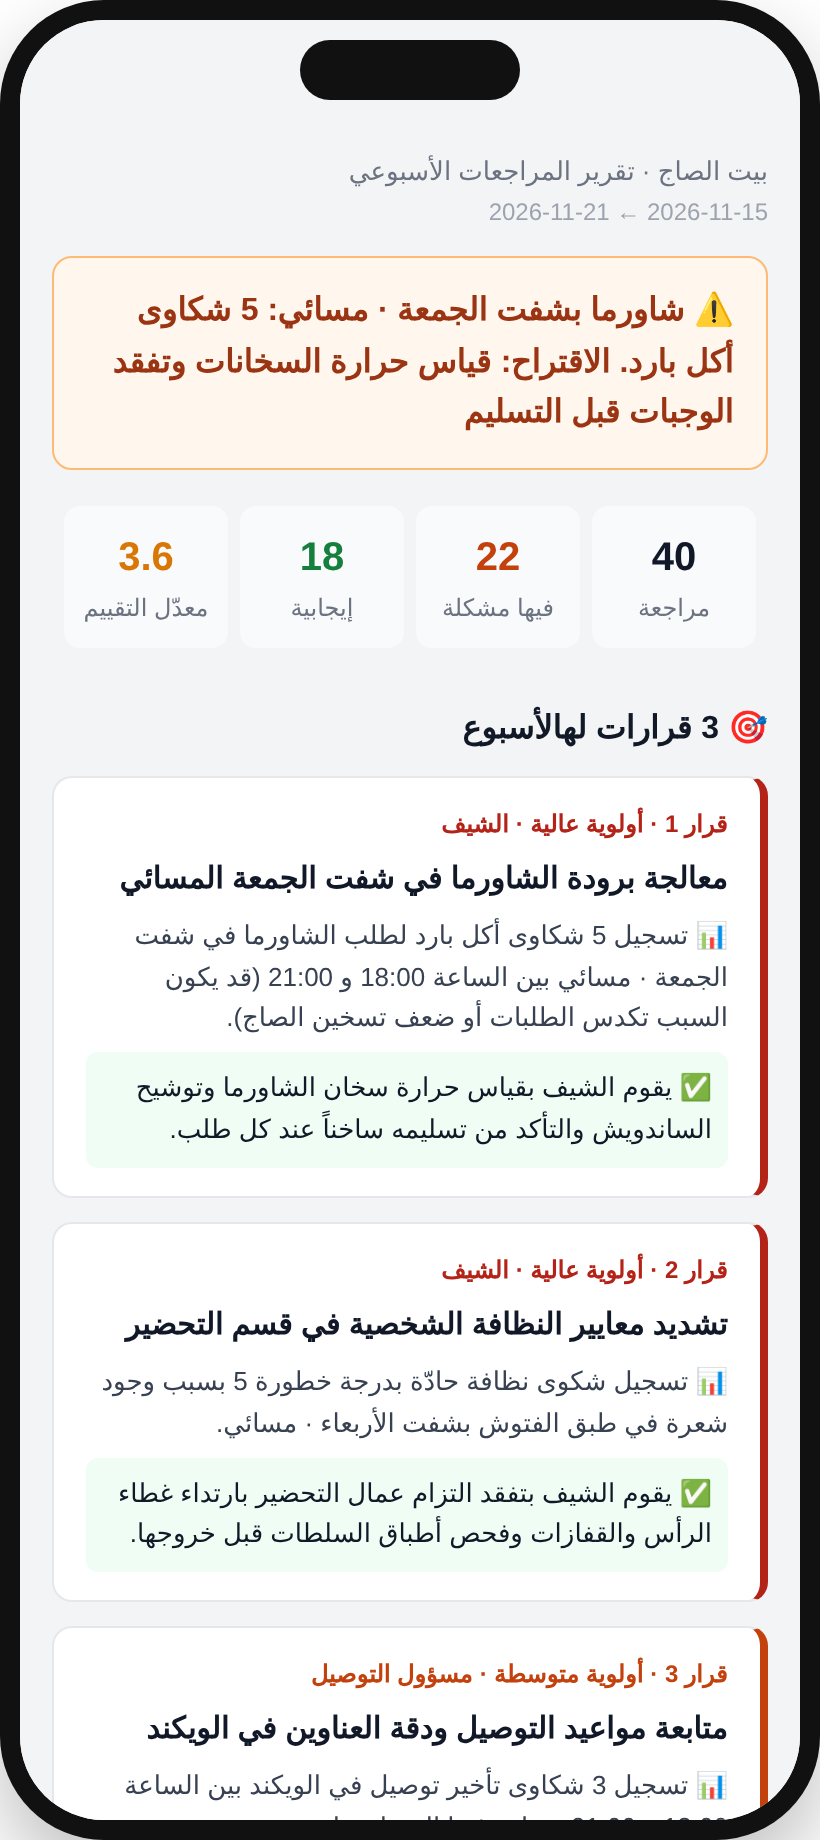 بيت الصاج · تقرير المراجعات الأسبوعي
2026-11-15 ← 2026-11-21
⚠️ شاورما بشفت الجمعة · مسائي: 5 شكاوى
أكل بارد. الاقتراح: قياس حرارة السخانات وتفقد
الوجبات قبل التسليم
40
مراجعة
22
فيها مشكلة
18
إيجابية
3.6
معدّل التقييم
🎯 3 قرارات لهالأسبوع
قرار 1 · أولوية عالية · الشيف
معالجة برودة الشاورما في شفت الجمعة المسائي
📊 تسجيل 5 شكاوى أكل بارد لطلب الشاورما في شفت
الجمعة · مسائي بين الساعة 18:00 و 21:00 (قد يكون
السبب تكدس الطلبات أو ضعف تسخين الصاج).
✅ يقوم الشيف بقياس حرارة سخان الشاورما وتوشيح
الساندويش والتأكد من تسليمه ساخناً عند كل طلب.
قرار 2 · أولوية عالية · الشيف
تشديد معايير النظافة الشخصية في قسم التحضير
📊 تسجيل شكوى نظافة حادّة بدرجة خطورة 5 بسبب وجود
شعرة في طبق الفتوش بشفت الأربعاء · مسائي.
✅ يقوم الشيف بتفقد التزام عمال التحضير بارتداء غطاء
الرأس والقفازات وفحص أطباق السلطات قبل خروجها.
قرار 3 · أولوية متوسطة · مسؤول التوصيل
متابعة مواعيد التوصيل ودقة العناوين في الويكند
📊 تسجيل 3 شكاوى تأخير توصيل في الويكند بين الساعة